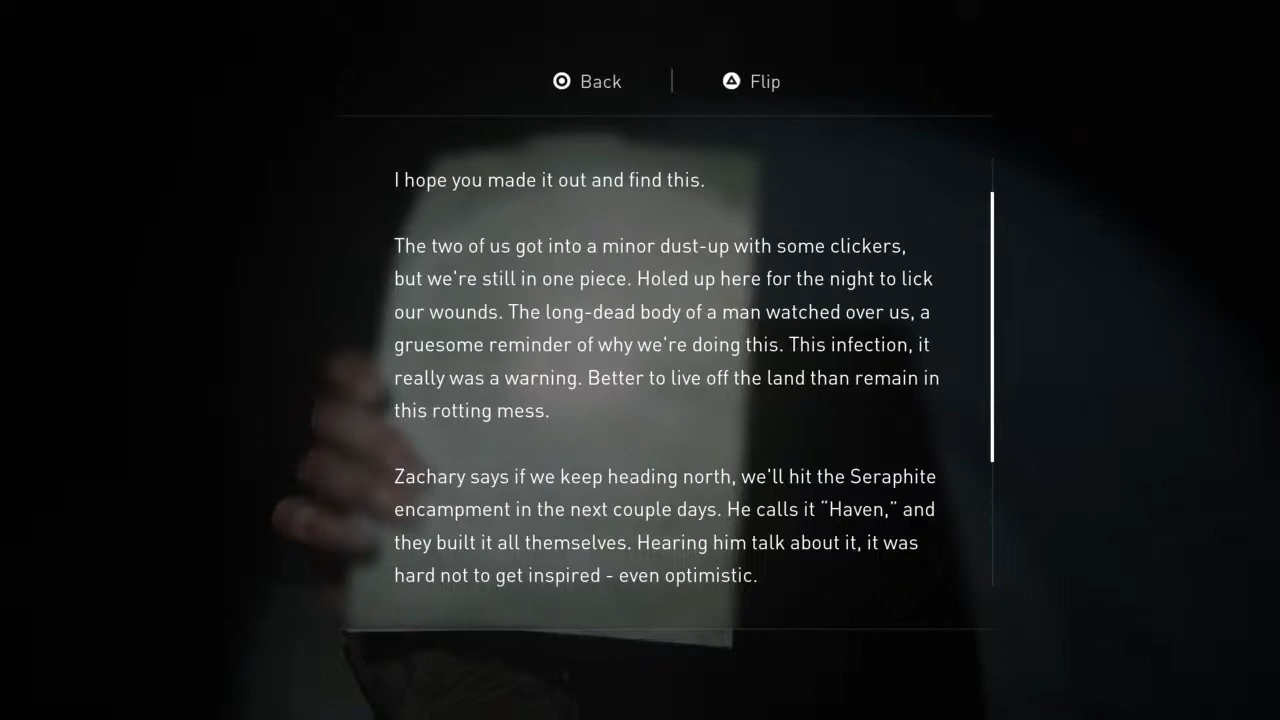 Back
Flip
I hope you made it out and find this.
The two of us got into a minor dust-up with some clickers,
but we're still in one piece. Holed up here for the night to lick
our wounds. The long-dead body of a man watched over us, a
gruesome reminder of why we're doing this. This infection, it
really was a warning. Better to live off the land than remain in
this rotting mess.
Zachary says if we keep heading north, we'll hit the Seraphite
encampment in the next couple days. He calls it “Haven,” and
they built it all themselves. Hearing him talk about it, it was
hard not to get inspired - even optimistic.